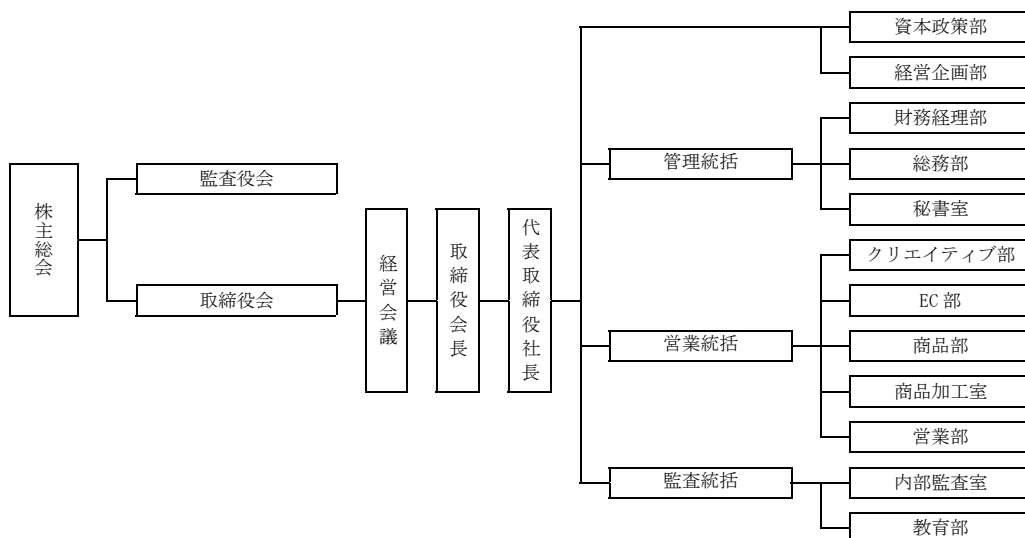 株主総会
監査役会
取締役会
経営会議
取締役会長
代表取締役社長
資本政策部
経営企画部
管理統括
財務経理部
総務部
秘書室
営業統括
クリエイティブ部
EC 部
商品部
商品加工室
営業部
監査統括
内部監査室
教育部